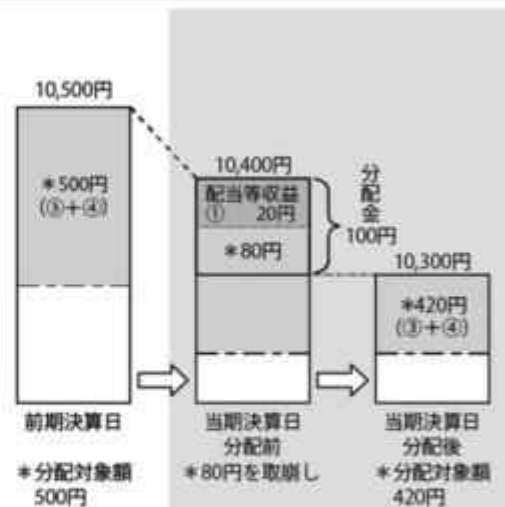 10,500円
＊500円
(③+④)
前期決算日
＊分配対象額
500円
10,400円
配当等収益
① 20円
＊80円
分配金
100円
当期決算日
分配前
＊80円を取崩し
10,300円
＊420円
(③+④)
当期決算日
分配後
＊分配対象額
420円